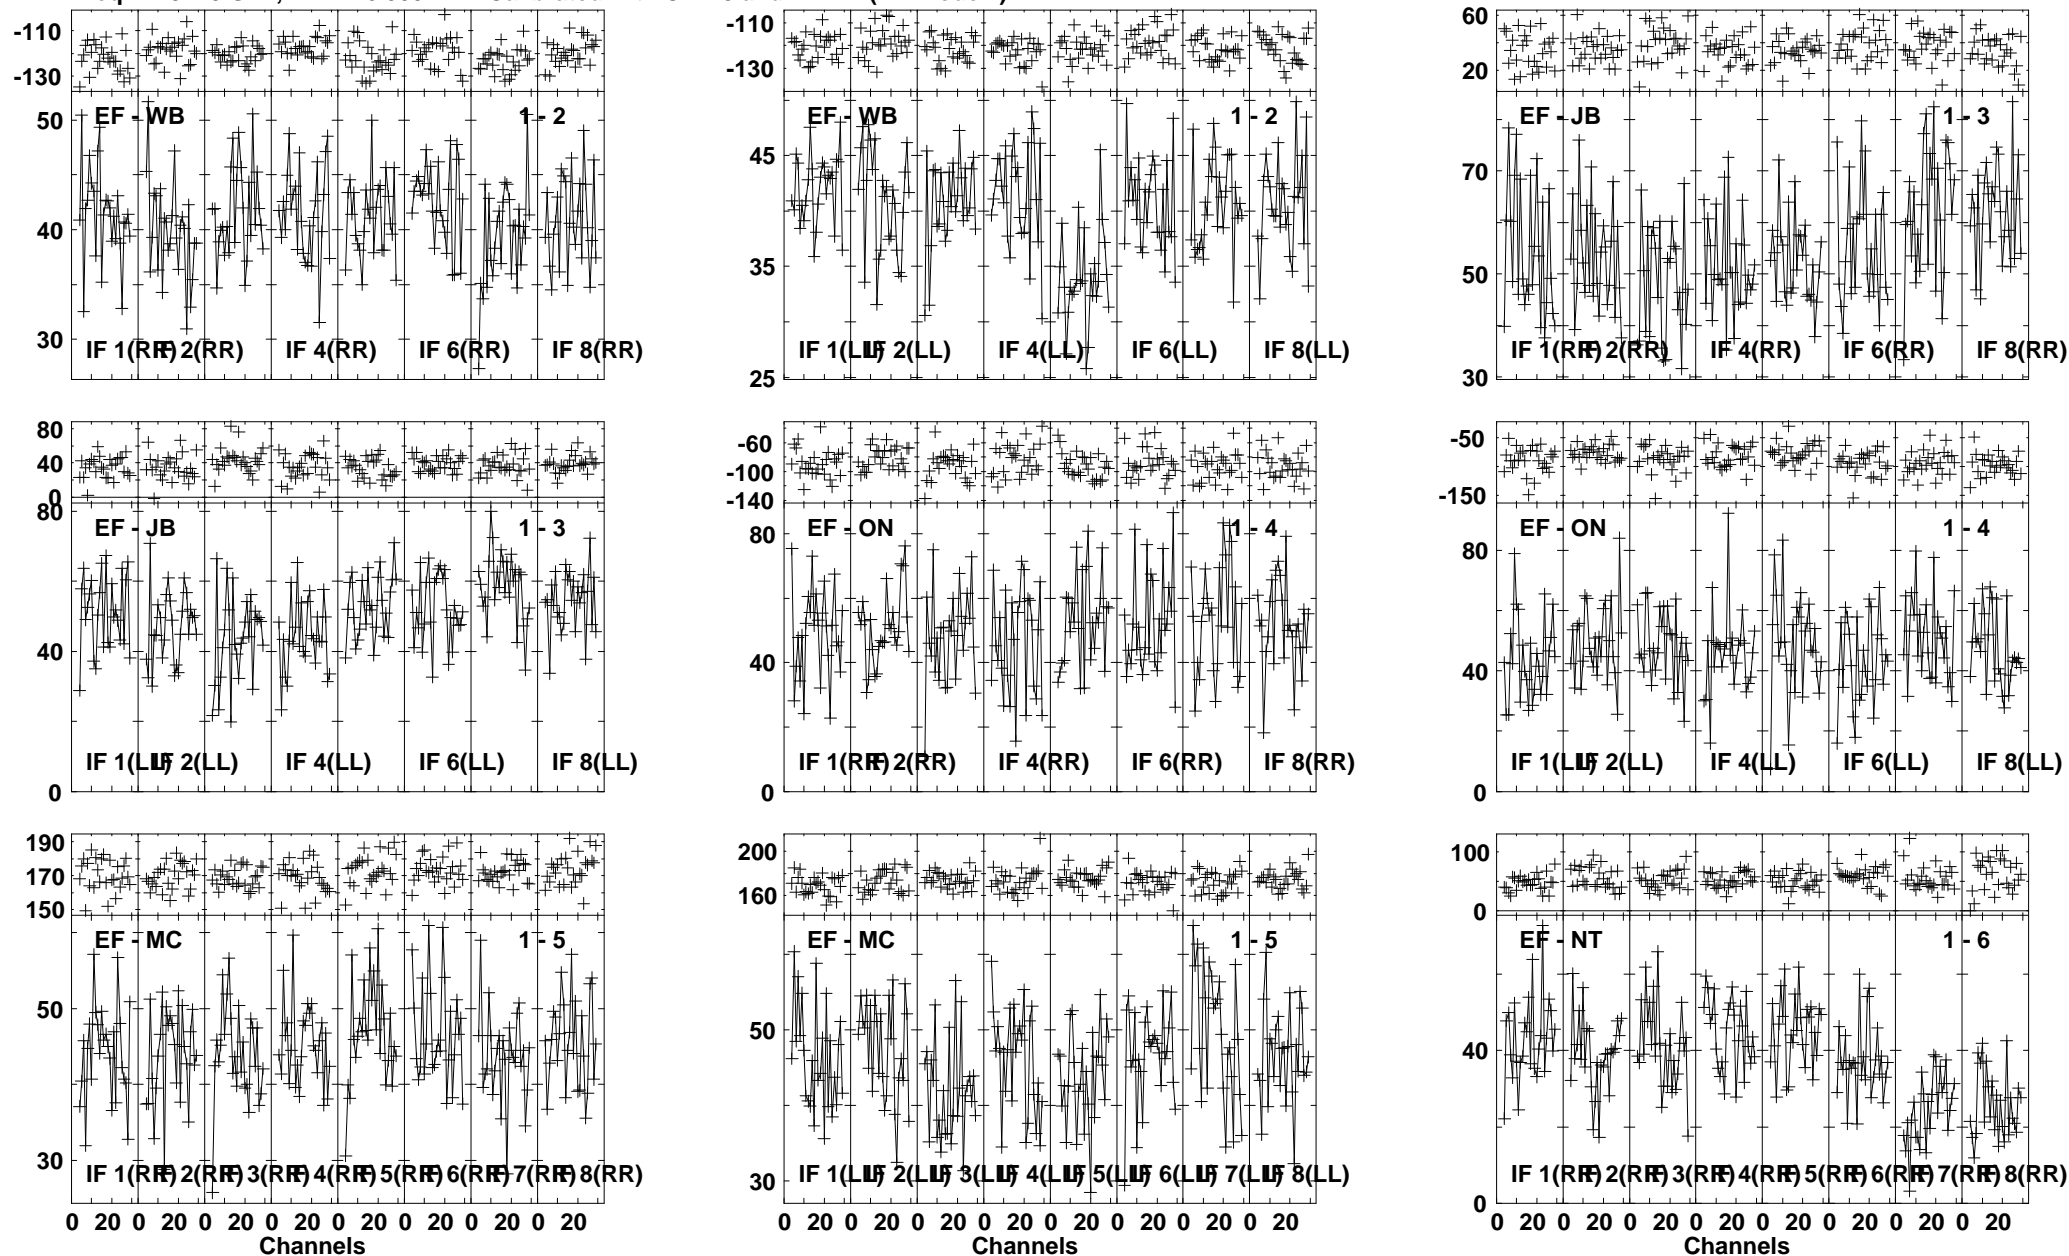 -110
-130
50
40
30
EF - WB
1 - 2
IF 1(RR)
IF 2(RR)
IF 4(RR)
IF 6(RR)
IF 8(RR)
-110
-130
45
35
25
EF - WB
1 - 2
IF 1(LL)
IF 2(LL)
IF 4(LL)
IF 6(LL)
IF 8(LL)
60
20
70
50
30
EF - JB
1 - 3
IF 1(RR)
IF 2(RR)
IF 4(RR)
IF 6(RR)
IF 8(RR)
80
40
0
80
40
0
EF - JB
1 - 3
IF 1(LL)
IF 2(LL)
IF 4(LL)
IF 6(LL)
IF 8(LL)
-60
-100
-140
80
40
0
EF - ON
1 - 4
IF 1(RR)
IF 2(RR)
IF 4(RR)
IF 6(RR)
IF 8(RR)
-50
-150
80
40
0
EF - ON
1 - 4
IF 1(LL)
IF 2(LL)
IF 4(LL)
IF 6(LL)
IF 8(LL)
190
170
150
50
30
EF - MC
1 - 5
IF 1(RR)
IF 2(RR)
IF 3(RR)
IF 4(RR)
IF 5(RR)
IF 6(RR)
IF 7(RR)
IF 8(RR)
0 20 0 20 0 20 0 20 0 20 0 20 0 20 0 20
Channels
200
160
50
30
EF - MC
1 - 5
IF 1(LL)
IF 2(LL)
IF 3(LL)
IF 4(LL)
IF 5(LL)
IF 6(LL)
IF 7(LL)
IF 8(LL)
0 20 0 20 0 20 0 20 0 20 0 20 0 20 0 20
Channels
100
0
40
0
EF - NT
1 - 6
IF 1(RR)
IF 2(RR)
IF 3(RR)
IF 4(RR)
IF 5(RR)
IF 6(RR)
IF 7(RR)
IF 8(RR)
0 20 0 20 0 20 0 20 0 20 0 20 0 20 0 20
Channels